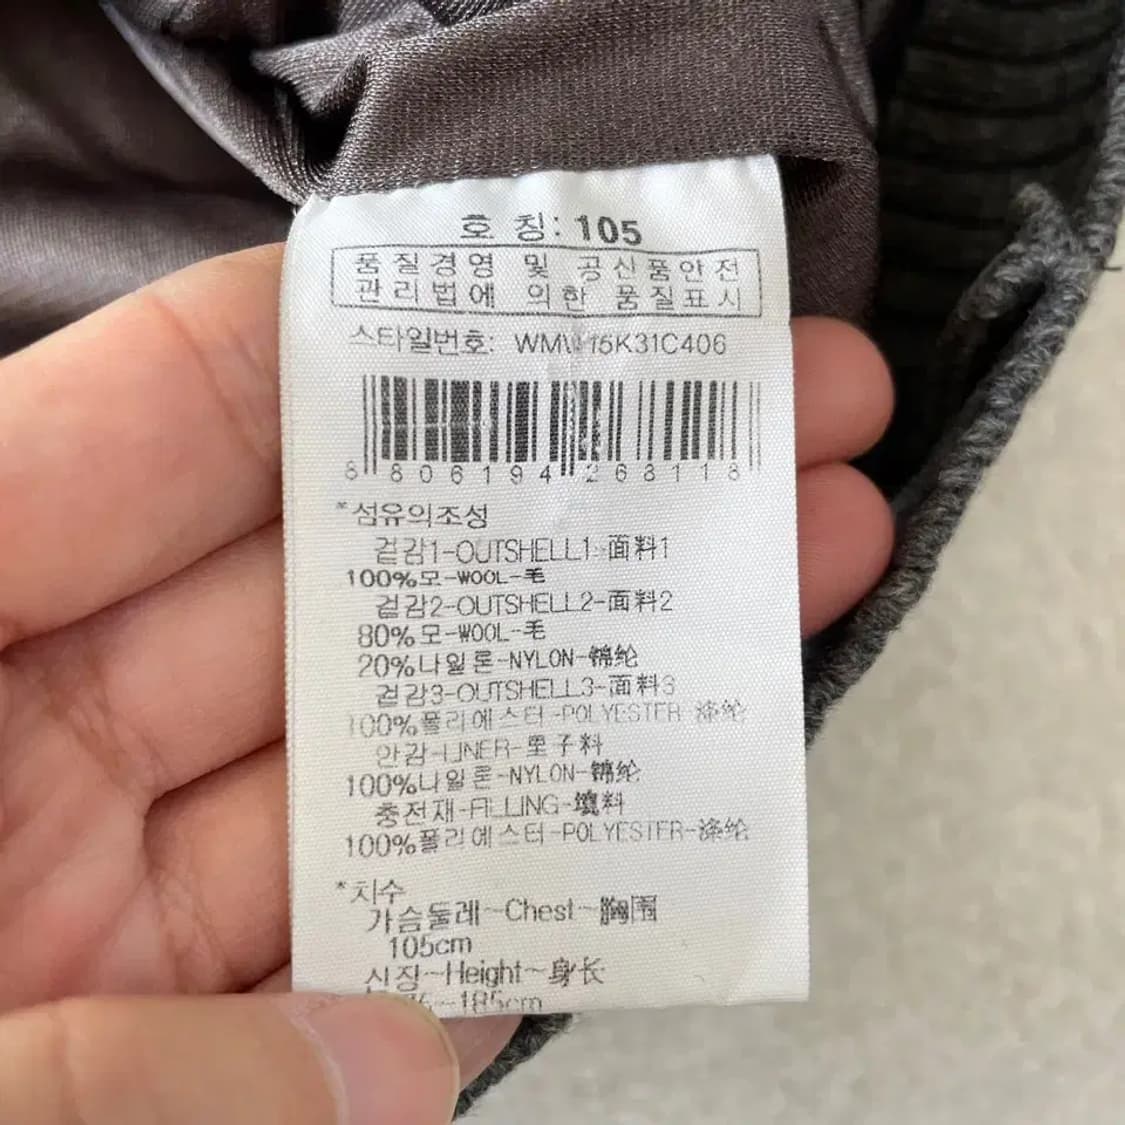 호 칭: 105
품질경영 및 공산품안전
관리법에 의한 품질표시
스타일번호: 15K31C406
8 806194 268118
*섬유의조성
겉감1-OUTSHELL1-面料1
100%모-WOOL-毛
겉감2-OUTSHELL2-面料2
80%모-WOOL-毛
20%나일론-NYLON-锦纶
겉감3-OUTSHELL3-面料3
100%폴리에스터-POLYESTER-涤纶
안감-LINER-里子料
100%나일론-NYLON-锦纶
충전재-FILLING-填料
100%폴리에스터-POLYESTER-涤纶
*치수
가슴둘레~Chest~胸围
105cm
신장~Height~身长
~185cm